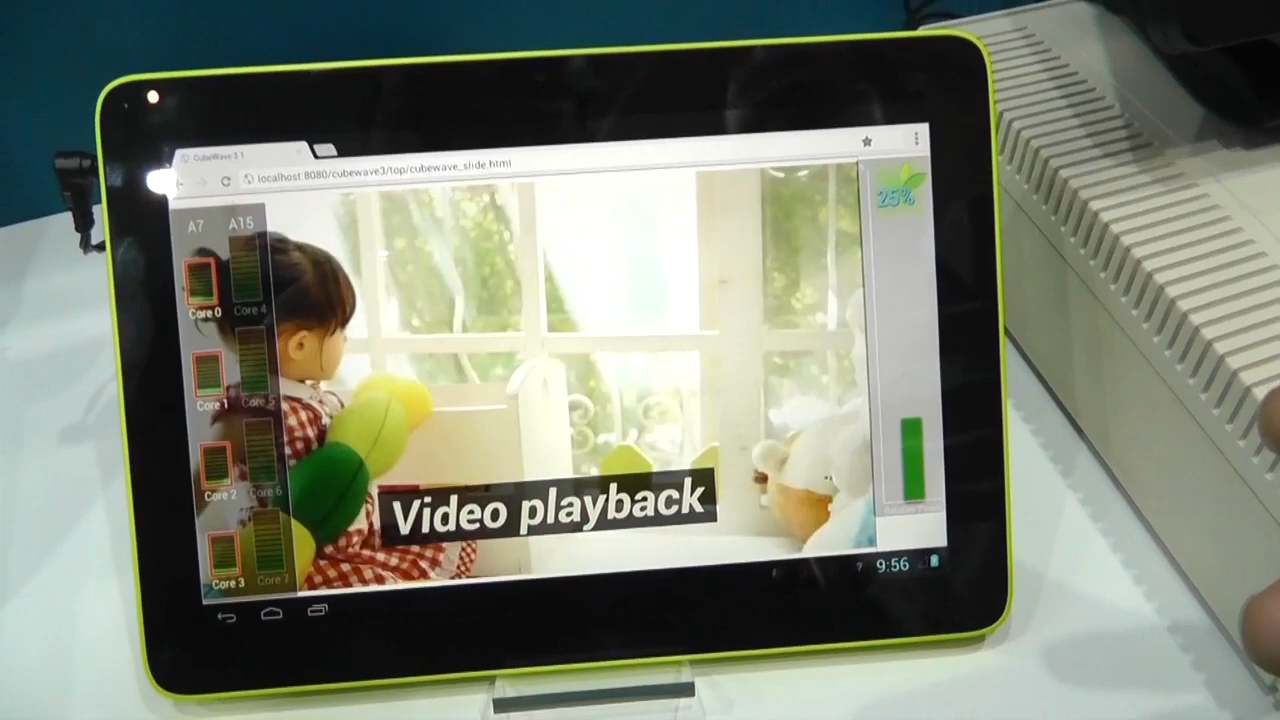 CubeWave 3.1
localhost:8080/cubewave3/top/cubewave_slide.html
25%
A7 A15
Core 0 Core 4
Core 1 Core 5
Core 2 Core 6
Core 3 Core 7
Video playback
9:56